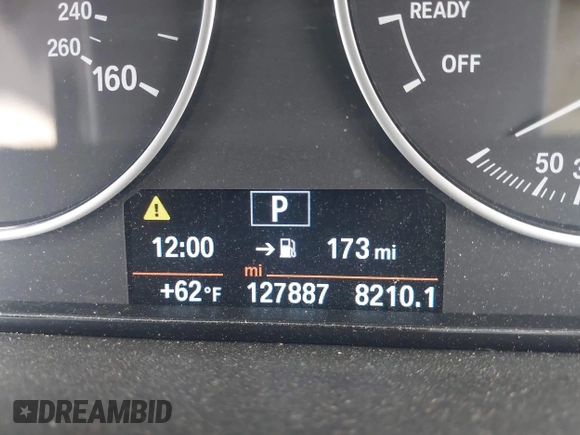 240
260
160
READY
OFF
50
P
12:00 → 173 mi
mi
+62°F 127887 8210.1
DREAMBID